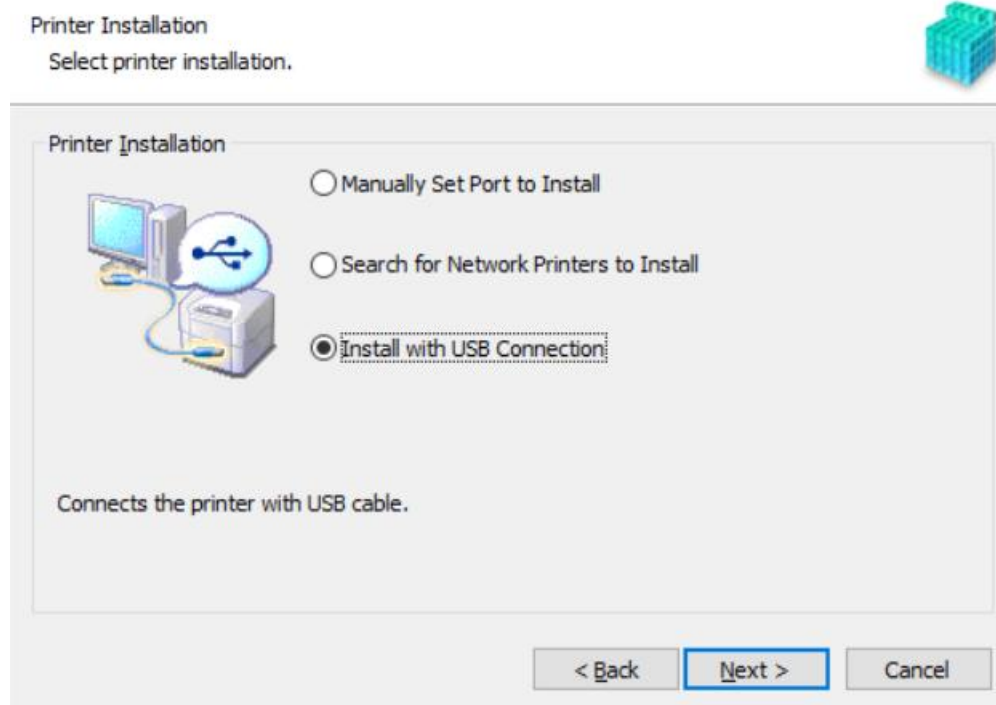 Printer Installation
Select printer installation.
Printer Installation
Manually Set Port to Install
Search for Network Printers to Install
Install with USB Connection
Connects the printer with USB cable.
< Back
Next >
Cancel